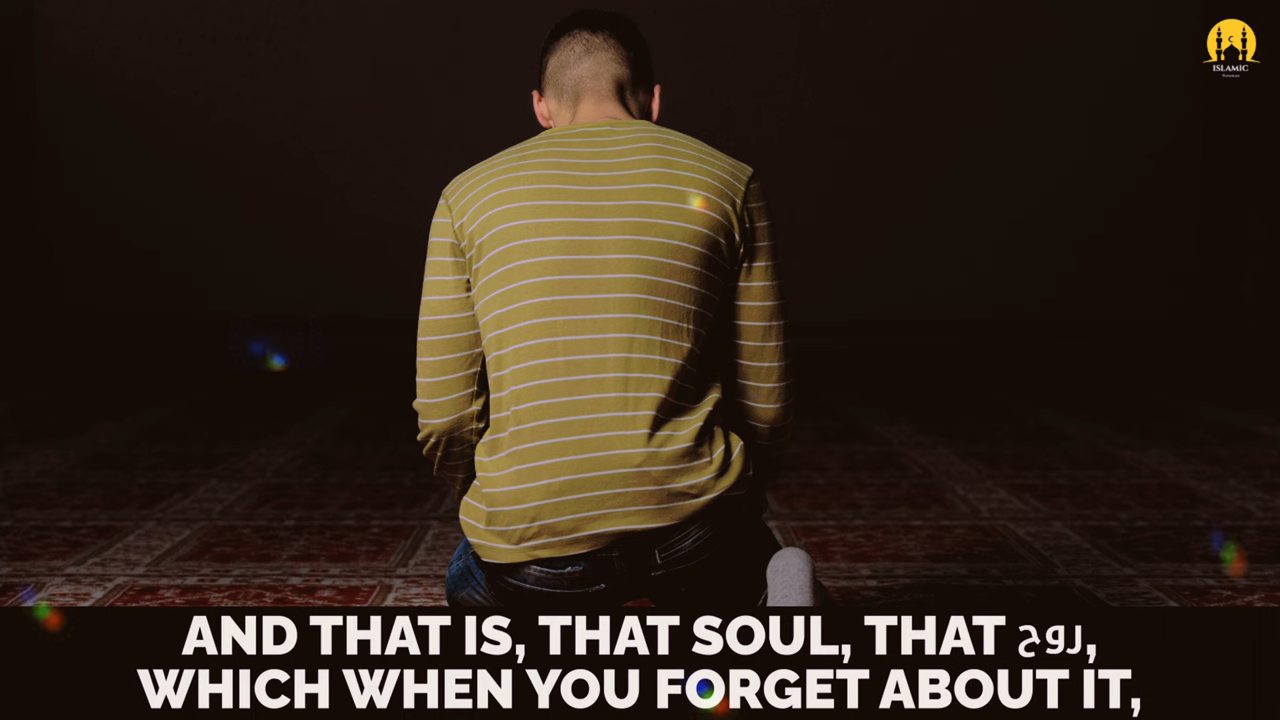 ISLAMIC
AND THAT IS, THAT SOUL, THAT روح,
WHICH WHEN YOU FORGET ABOUT IT,